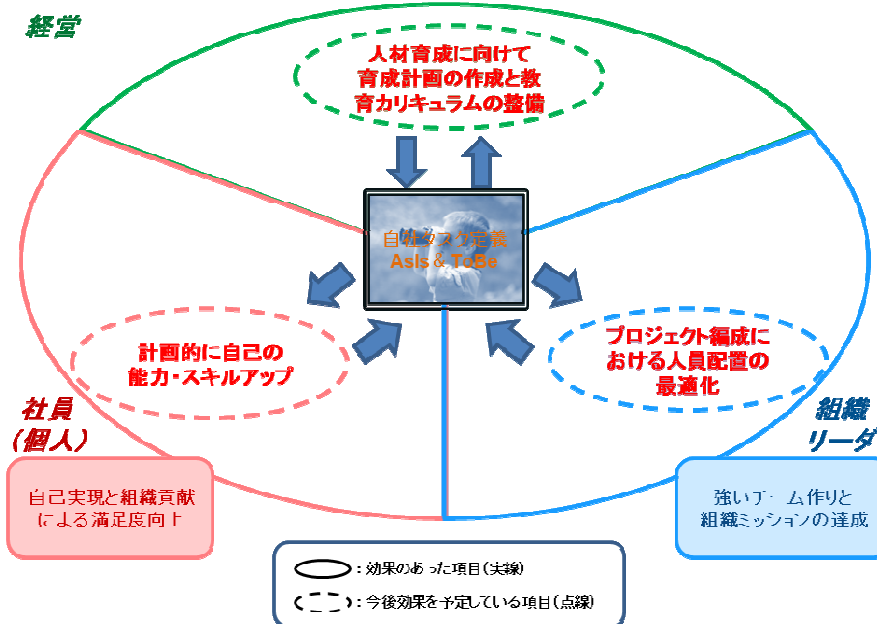 経営
人材育成に向けて
育成計画の作成と教
育カリキュラムの整備
自社タスク定義
AsIs & ToBe
計画的に自己の
能力・スキルアップ
プロジェクト編成に
おける人員配置の
最適化
社員
(個人)
組織
リーダ
自己実現と組織貢献
による満足度向上
強いチーム作りと
組織ミッションの達成
:効果のあった項目(実線)
:今後効果を予定している項目(点線)